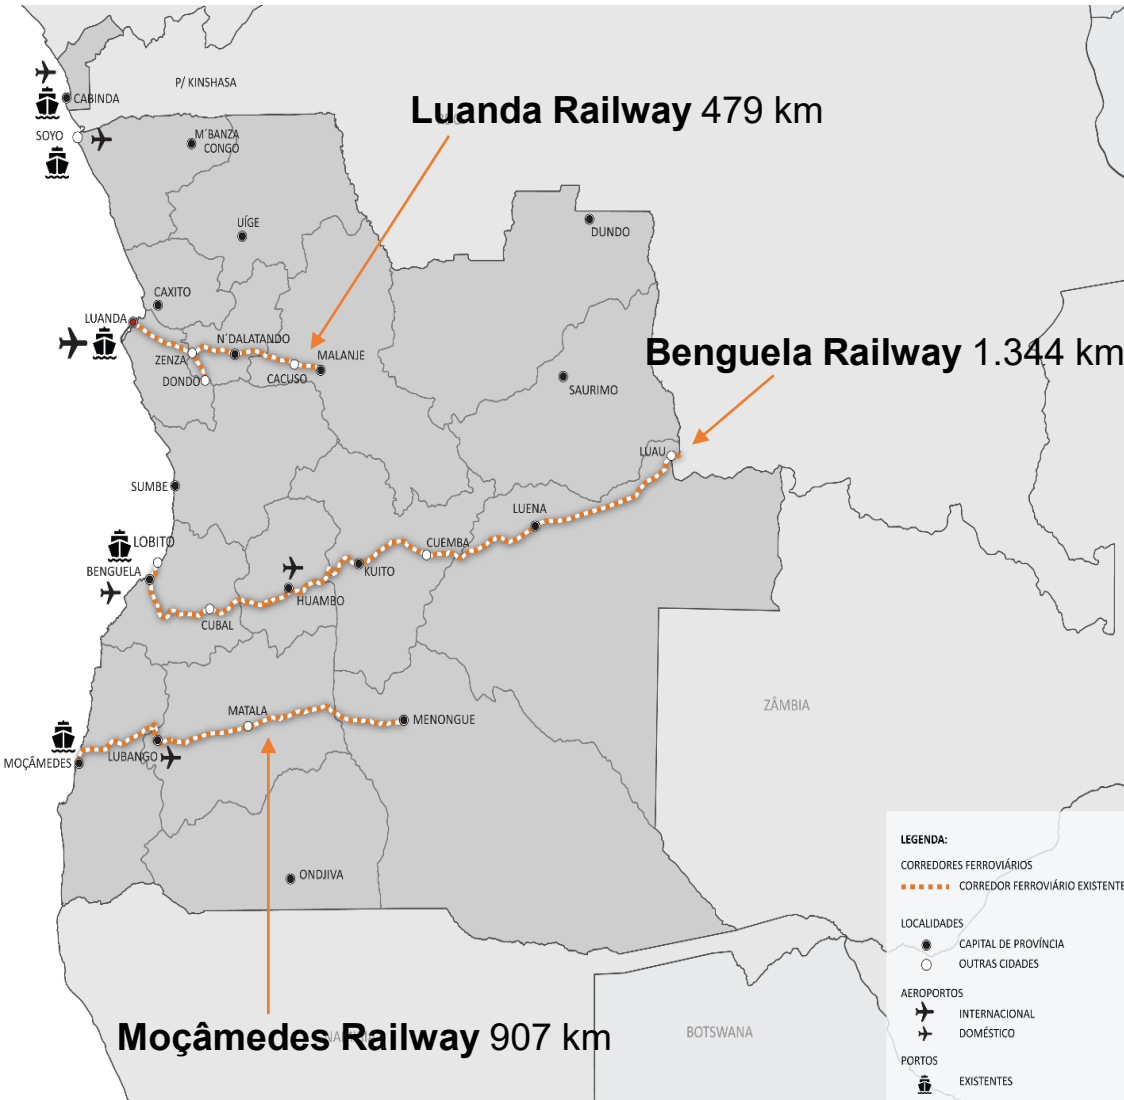 P/ KINSHASA
CABINDA
Luanda Railway 479 km
SOYO
M´BANZA
CONGO
UÍGE
DUNDO
CAXITO
LUANDA
N´DALATANDO
ZENZA
MALANJE
Benguela Railway 1.344 km
DONDO
CACUSO
SAURIMO
LUAU
SUMBE
LUENA
LOBITO
CUEMBA
BENGUELA
KUITO
HUAMBO
CUBAL
ZÂMBIA
MATALA
MENONGUE
LUBANGO
MOÇÂMEDES
LEGENDA:
CORREDORES FERROVIÁRIOS
ONDJIVA
CORREDOR FERROVIÁRIO EXISTENTE
LOCALIDADES
CAPITAL DE PROVÍNCIA
OUTRAS CIDADES
AEROPORTOS
INTERNACIONAL
Moçâmedes Railway 907 km
BOTSWANA
DOMÉSTICO
PORTOS
EXISTENTES